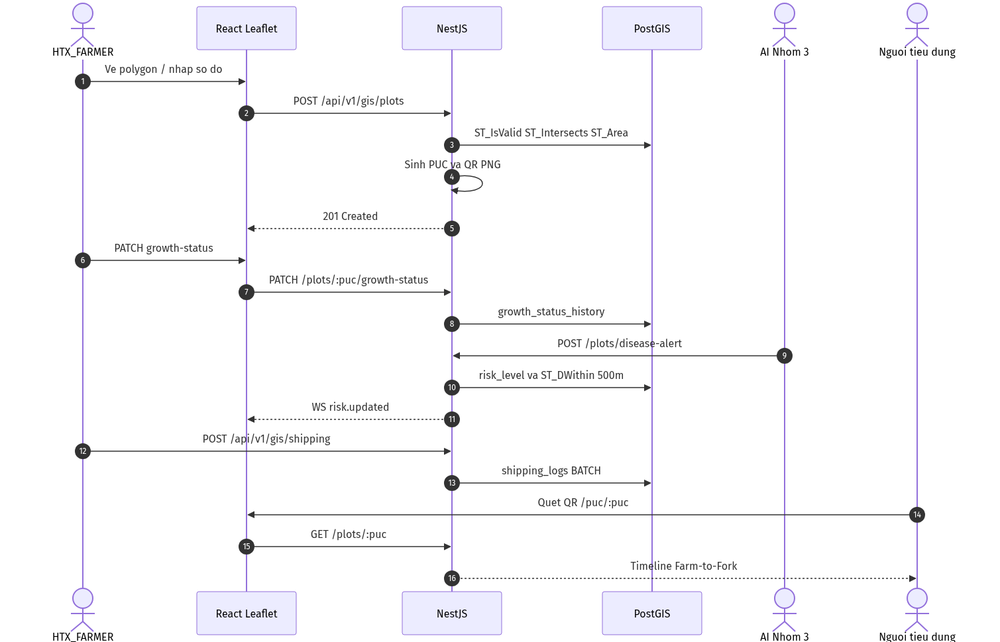 HTX_FARMER
React Leaflet
NestJS
PostGIS
AI Nhom 3
Nguoi tieu dung
Ve polygon / nhap so do
1
POST /api/v1/gis/plots
2
ST_IsValid ST_Intersects ST_Area
3
Sinh PUC va QR PNG
4
201 Created
5
PATCH growth-status
6
PATCH /plots/:puc/growth-status
7
growth_status_history
8
POST /plots/disease-alert
9
risk_level va ST_DWithin 500m
10
WS risk.updated
11
POST /api/v1/gis/shipping
12
shipping_logs BATCH
13
Quet QR /puc/:puc
14
GET /plots/:puc
15
Timeline Farm-to-Fork
16
HTX_FARMER
React Leaflet
NestJS
PostGIS
AI Nhom 3
Nguoi tieu dung